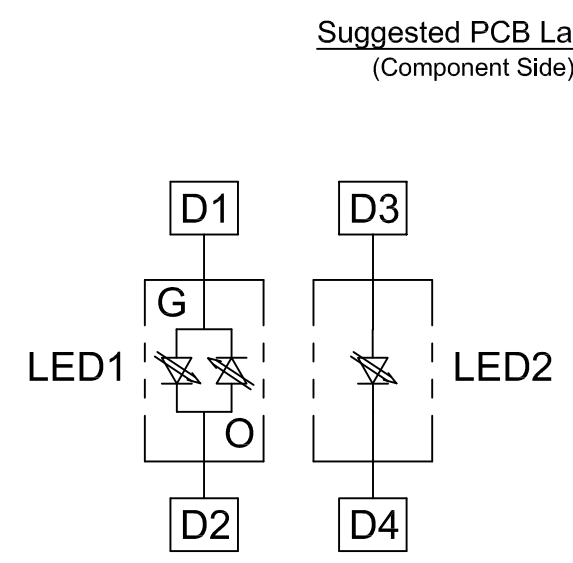 Suggested PCB La
(Component Side)
D1 D3
G
LED1 LED2
O
D2 D4